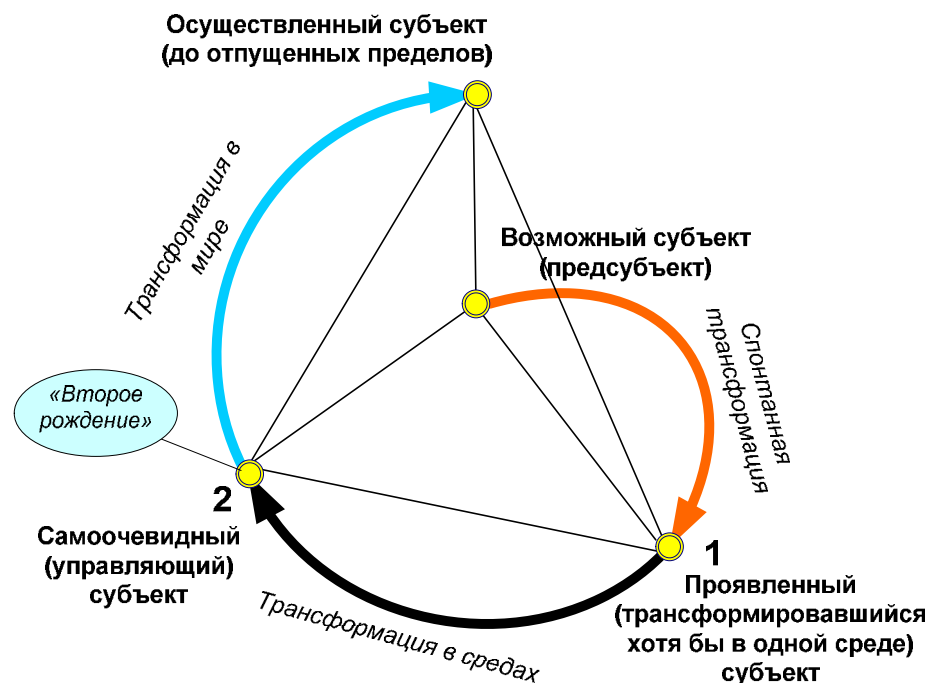 Осуществленный субъект
(до отпущенных пределов)
Трансформация в
мире
Возможный субъект
(предсубъект)
Спонтанная
трансформация
«Второе
рождение»
2
Самоочевидный
(управляющий)
субъект
Трансформация в средах
1
Проявленный
(трансформировавшийся
хотя бы в одной среде)
субъект